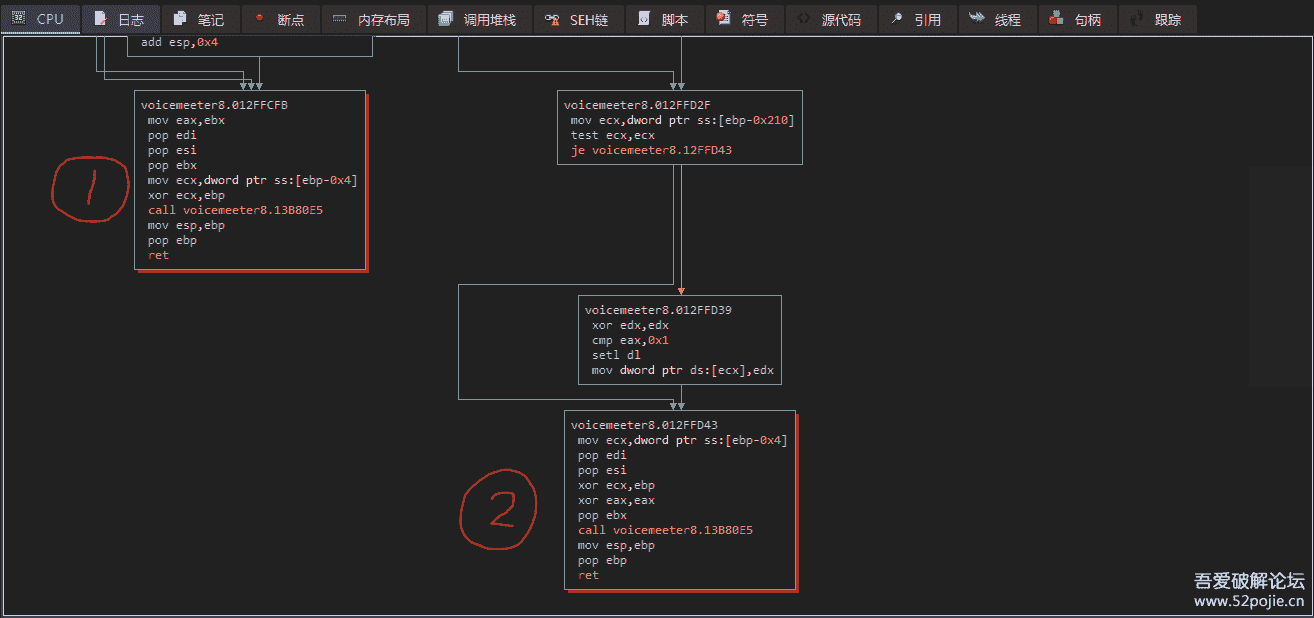 CPU 日志 笔记 断点 内存布局 调用堆栈 SEH链 脚本 符号 源代码 引用 线程 句柄 跟踪
add esp,0x4
voicemeeter8.012FFCFB
mov eax,ebx
pop edi
pop esi
pop ebx
mov ecx,dword ptr ss:[ebp-0x4]
xor ecx,ebp
call voicemeeter8.13B80E5
mov esp,ebp
pop ebp
ret
1
voicemeeter8.012FFD2F
mov ecx,dword ptr ss:[ebp-0x210]
test ecx,ecx
je voicemeeter8.12FFD43
voicemeeter8.012FFD39
xor edx,edx
cmp eax,0x1
setl dl
mov dword ptr ds:[ecx],edx
voicemeeter8.012FFD43
mov ecx,dword ptr ss:[ebp-0x4]
pop edi
pop esi
xor ecx,ebp
xor eax,eax
pop ebx
call voicemeeter8.13B80E5
mov esp,ebp
pop ebp
ret
2
吾爱破解论坛
www.52pojie.cn